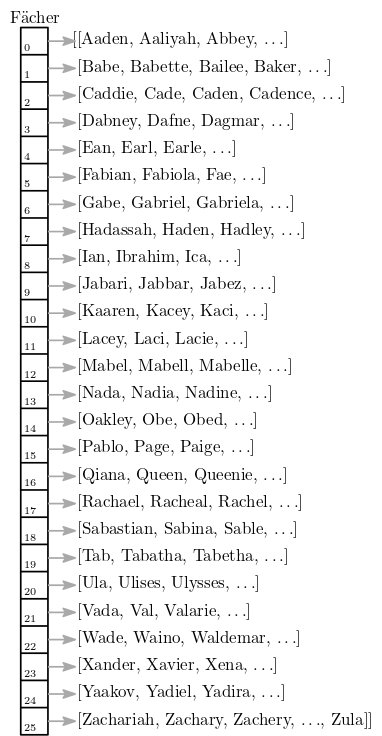 Fächer
0 [[Aaden, Aaliyah, Abbey, ...]
1 [Babe, Babette, Bailee, Baker, ...]
2 [Caddie, Cade, Caden, Cadence, ...]
3 [Dabney, Dafne, Dagmar, ...]
4 [Ean, Earl, Earle, ...]
5 [Fabian, Fabiola, Fae, ...]
6 [Gabe, Gabriel, Gabriela, ...]
7 [Hadassah, Haden, Hadley, ...]
8 [Ian, Ibrahim, Ica, ...]
9 [Jabari, Jabbar, Jabez, ...]
10 [Kaaren, Kacey, Kaci, ...]
11 [Lacey, Laci, Lacie, ...]
12 [Mabel, Mabell, Mabelle, ...]
13 [Nada, Nadia, Nadine, ...]
14 [Oakley, Obe, Obed, ...]
15 [Pablo, Page, Paige, ...]
16 [Qiana, Queen, Queenie, ...]
17 [Rachael, Racheal, Rachel, ...]
18 [Sabastian, Sabina, Sable, ...]
19 [Tab, Tabatha, Tabetha, ...]
20 [Ula, Ulises, Ulysses, ...]
21 [Vada, Val, Valarie, ...]
22 [Wade, Waino, Waldemar, ...]
23 [Xander, Xavier, Xena, ...]
24 [Yaakov, Yadiel, Yadira, ...]
25 [Zachariah, Zachary, Zachery, ..., Zula]]